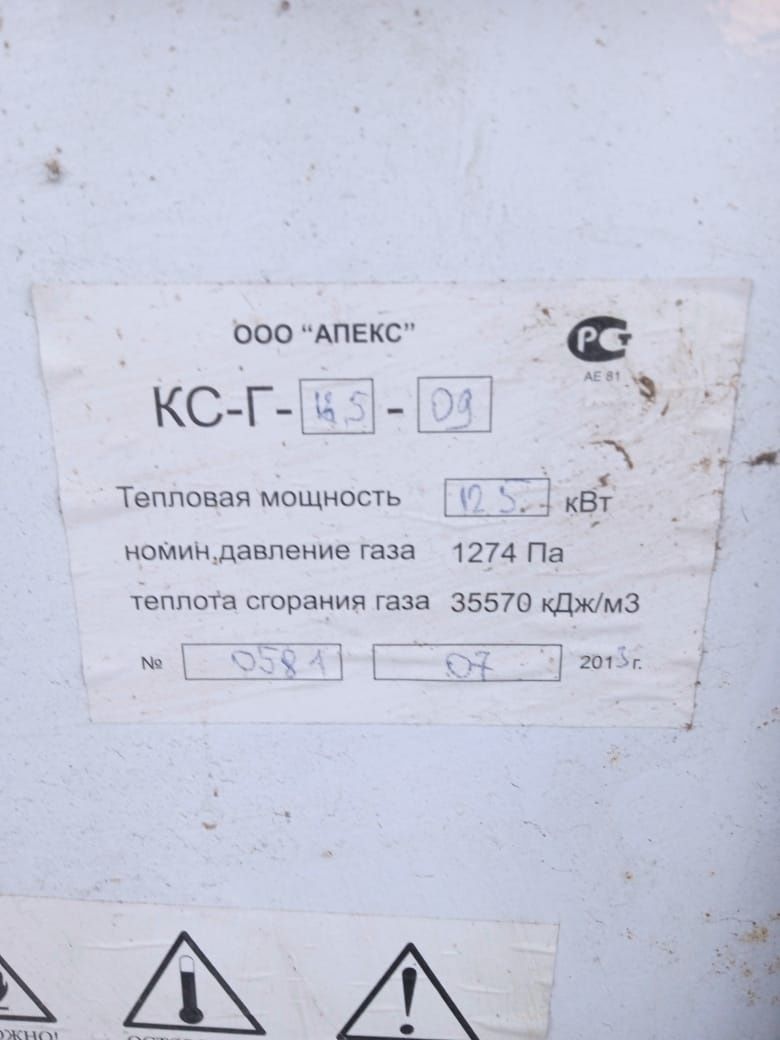 ООО “АПЕКС”
РСТ
АЕ 81
КС-Г-12,5 - 09
Тепловая мощность 12 5 кВт
номин,давление газа 1274 Па
теплота сгорания газа 35570 кДж/м3
№ 0581 07 2013 г.